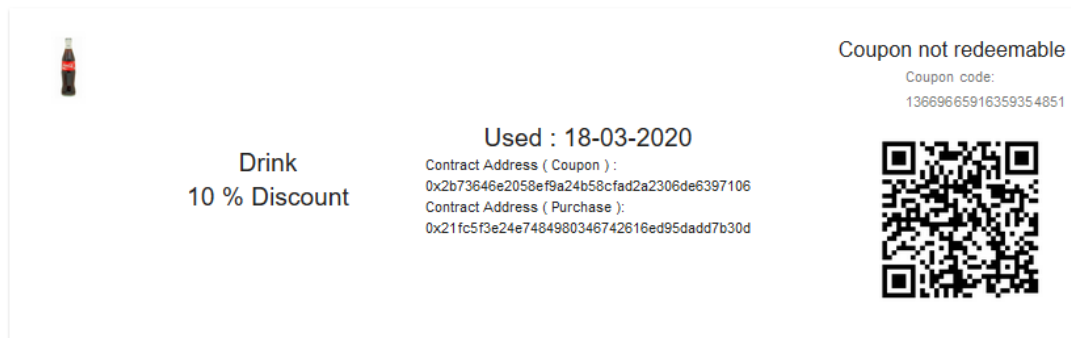 Coupon not redeemable
Coupon code:
13669665916359354851
Used : 18-03-2020
Drink
10 % Discount
Contract Address ( Coupon ) :
0x2b73646e2058ef9a24b58cfad2a2306de6397106
Contract Address ( Purchase ):
0x21fc5f3e24e7484980346742616ed95dadd7b30d